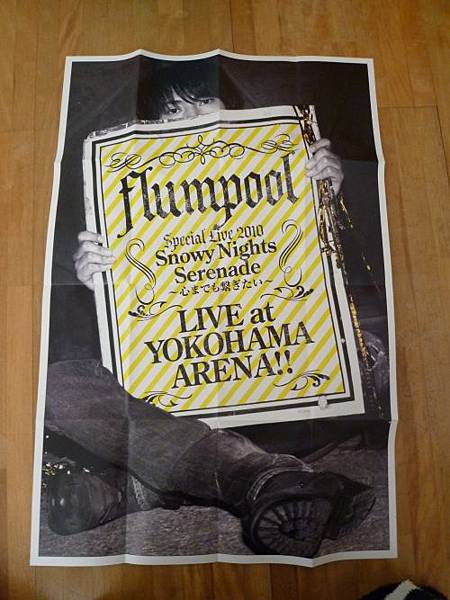 flumpool
Special Live 2010
Snowy Nights
Serenade
～心までも繋ぎたい～
LIVE at
YOKOHAMA
ARENA!!